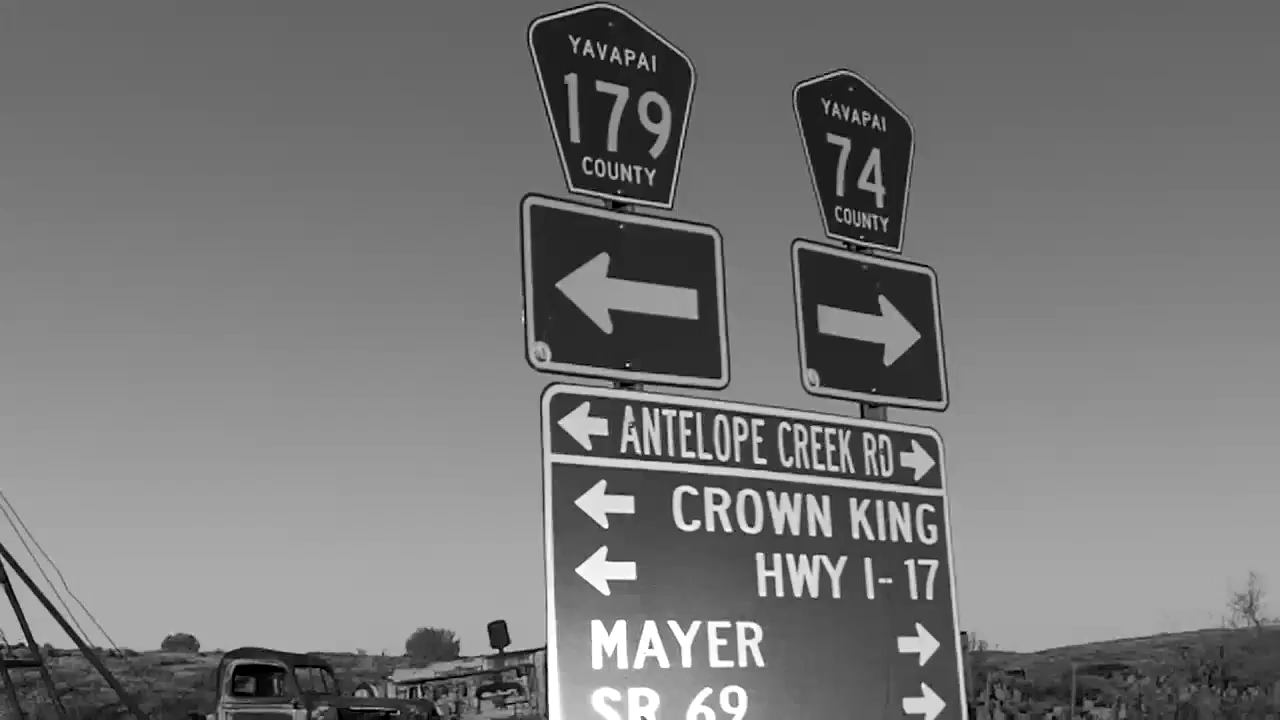 YAVAPAI
179
COUNTY
YAVAPAI
74
COUNTY
ANTELOPE CREEK RD
CROWN KING
HWY I-17
MAYER
SR 69